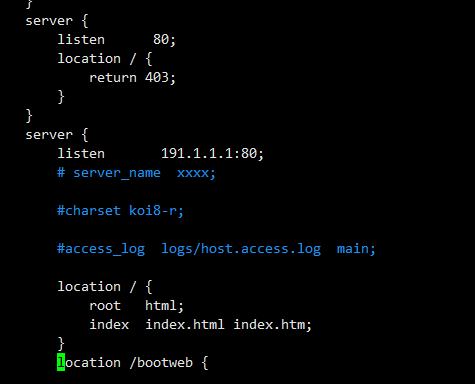 }
server {
listen 80;
location / {
return 403;
}
}
server {
listen 191.1.1.1:80;
# server_name xxxx;
#charset koi8-r;
#access_log logs/host.access.log main;
location / {
root html;
index index.html index.htm;
}
location /bootweb {